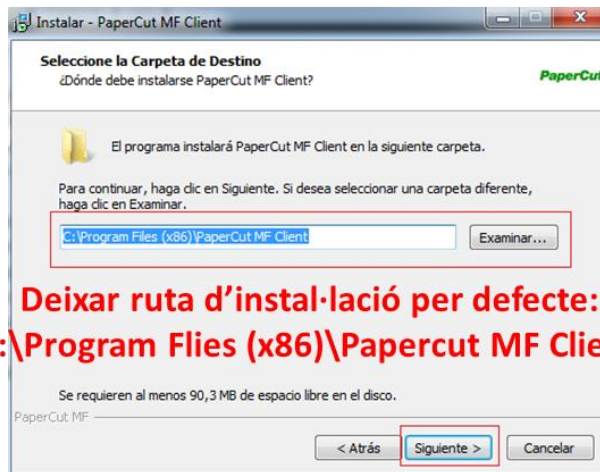 Instalar - PaperCut MF Client
Seleccione la Carpeta de Destino
¿Dónde debe instalarse PaperCut MF Client?
PaperCut
El programa instalará PaperCut MF Client en la siguiente carpeta.
Para continuar, haga clic en Siguiente. Si desea seleccionar una carpeta diferente,
haga clic en Examinar.
C:\Program Files (x86)\PaperCut MF Client
Examinar...
Deixar ruta d’instal·lació per defecte:
:\Program Flies (x86)\Papercut MF Clie
Se requieren al menos 90,3 MB de espacio libre en el disco.
PaperCut MF
< Atrás
Siguiente >
Cancelar